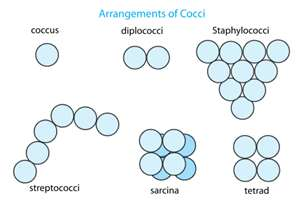 Arrangements of Cocci
coccus
diplococci
Staphylococci
streptococci
sarcina
tetrad